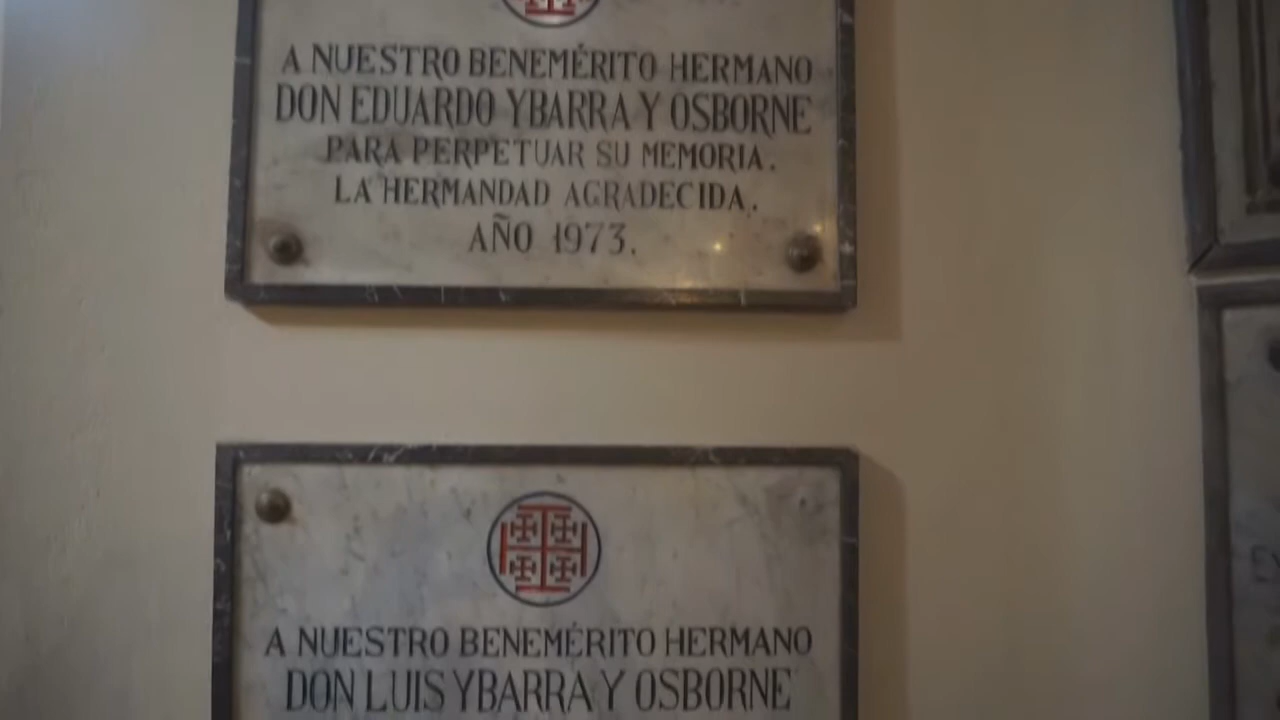 A NUESTRO BENEMÉRITO HERMANO
DON EDUARDO YBARRA Y OSBORNE
PARA PERPETUAR SU MEMORIA.
LA HERMANDAD AGRADECIDA.
AÑO 1973.
A NUESTRO BENEMÉRITO HERMANO
DON LUIS YBARRA Y OSBORNE